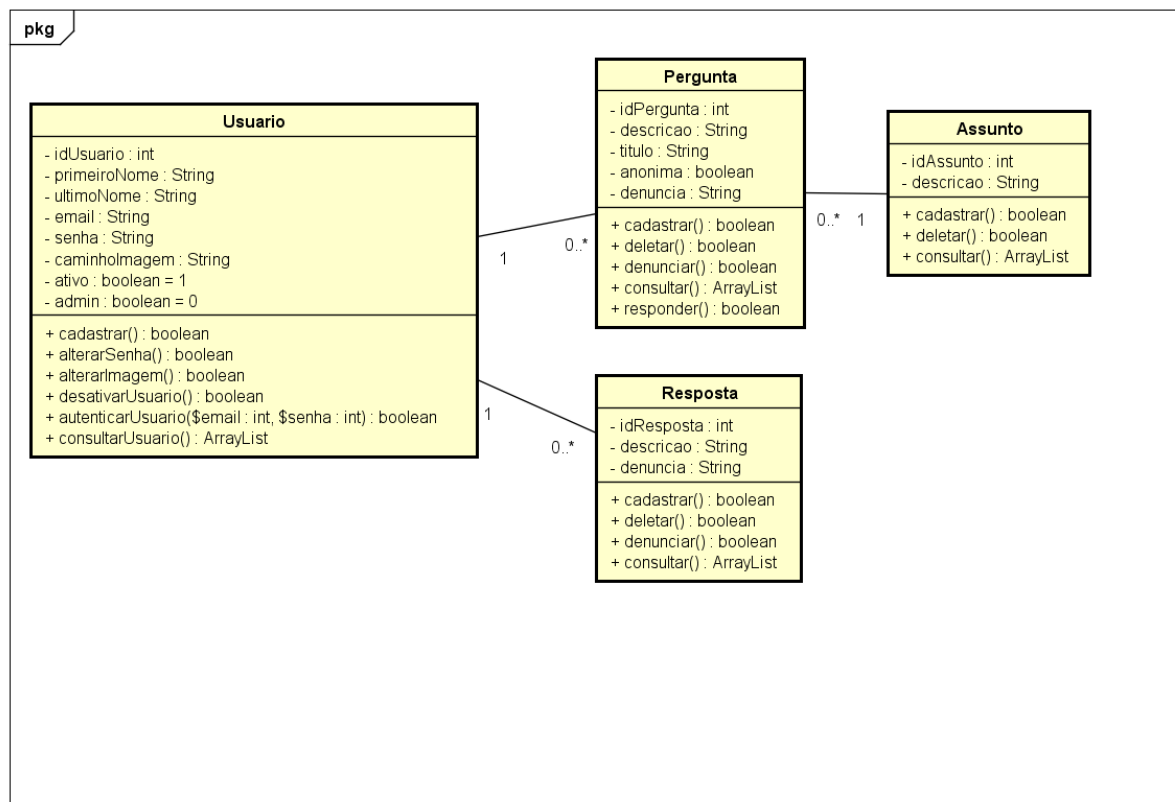 pkg
Usuario
- idUsuario : int
- primeiroNome : String
- ultimoNome : String
- email : String
- senha : String
- caminhoImagem : String
- ativo : boolean = 1
- admin : boolean = 0
+ cadastrar() : boolean
+ alterarSenha() : boolean
+ alterarImagem() : boolean
+ desativarUsuario() : boolean
+ autenticarUsuario($email : int, $senha : int) : boolean
+ consultarUsuario() : ArrayList
1
0..*
1
0..*
Pergunta
- idPergunta : int
- descricao : String
- titulo : String
- anonima : boolean
- denuncia : String
+ cadastrar() : boolean
+ deletar() : boolean
+ denunciar() : boolean
+ consultar() : ArrayList
+ responder() : boolean
0..*
1
Assunto
- idAssunto : int
- descricao : String
+ cadastrar() : boolean
+ deletar() : boolean
+ consultar() : ArrayList
Resposta
- idResposta : int
- descricao : String
- denuncia : String
+ cadastrar() : boolean
+ deletar() : boolean
+ denunciar() : boolean
+ consultar() : ArrayList